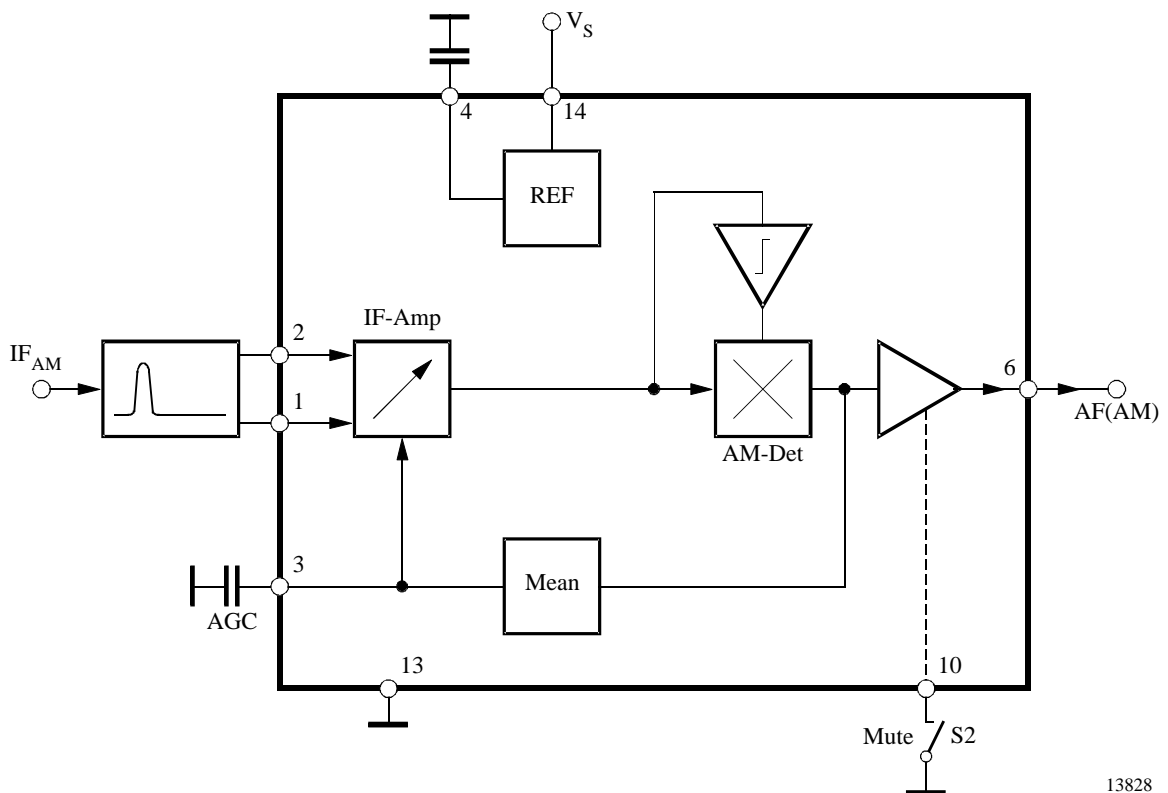 V_S
4
14
REF
IF-Amp
2
IF_AM
1
6
AF(AM)
AM-Det
3
Mean
AGC
13
10
Mute
S2
13828